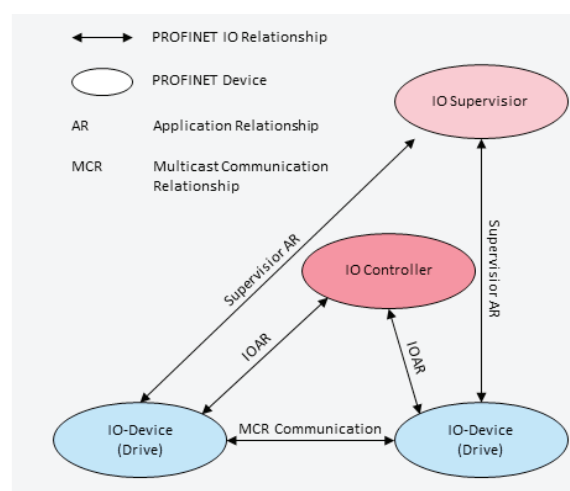 PROFINET IO Relationship
PROFINET Device
AR Application Relationship
MCR Multicast Communication
Relationship
IO Supervisior
Supervisior AR
Supervisior AR
IO Controller
IOAR
IOAR
IO-Device
(Drive)
MCR Communication
IO-Device
(Drive)